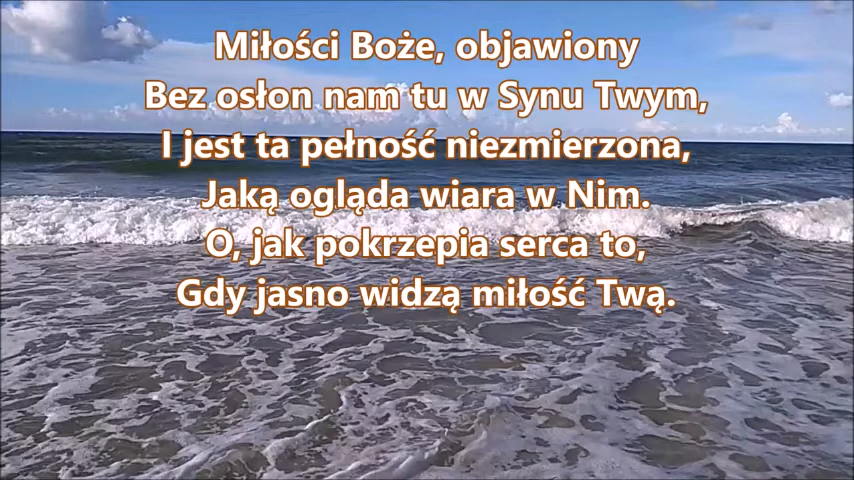 Miłości Boże, objawiony
Bez osłon nam tu w Synu Twym,
I jest ta pełność niezmierzona,
Jaką ogląda wiara w Nim.
O, jak pokrzepia serca to,
Gdy jasno widzą miłość Twą.